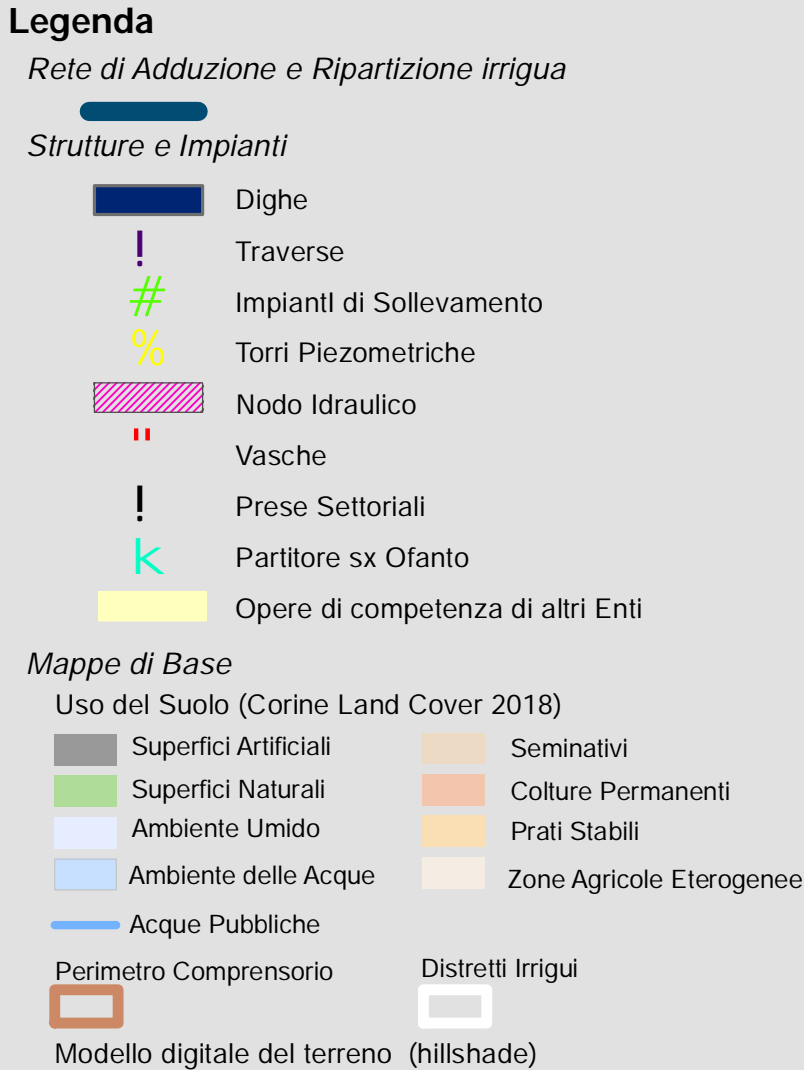 Legenda
Rete di Adduzione e Ripartizione irrigua
Strutture e Impianti
Dighe
! Traverse
# ImpiantI di Sollevamento
% Torri Piezometriche
Nodo Idraulico
" Vasche
! Prese Settoriali
k Partitore sx Ofanto
Opere di competenza di altri Enti
Mappe di Base
Uso del Suolo (Corine Land Cover 2018)
Superfici Artificiali
Superfici Naturali
Ambiente Umido
Ambiente delle Acque
Acque Pubbliche
Seminativi
Colture Permanenti
Prati Stabili
Zone Agricole Eterogenee
Perimetro Comprensorio
Distretti Irrigui
Modello digitale del terreno (hillshade)